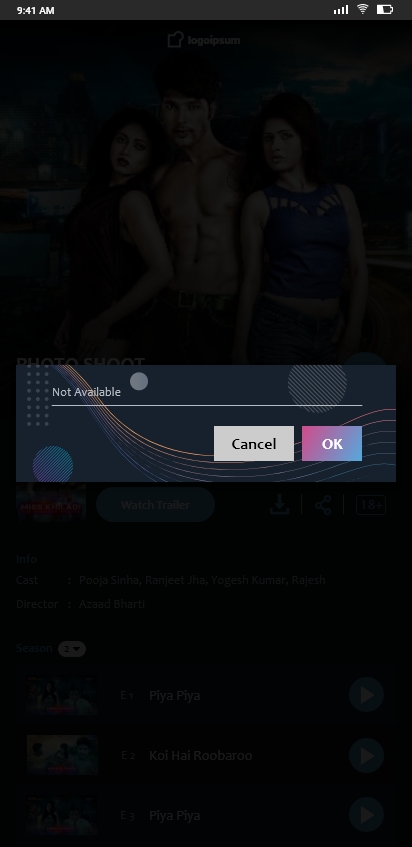 9:41 AM
logoipsum
PHOTO SHOOT
Not Available
Cancel
OK
Watch Trailer
18+
Info
Cast : Pooja Sinha, Ranjeet Jha, Yogesh Kumar, Rajesh
Director : Azaad Bharti
Season 2
E 1 Piya Piya
E 2 Koi Hai Roobaroo
E 3 Piya Piya